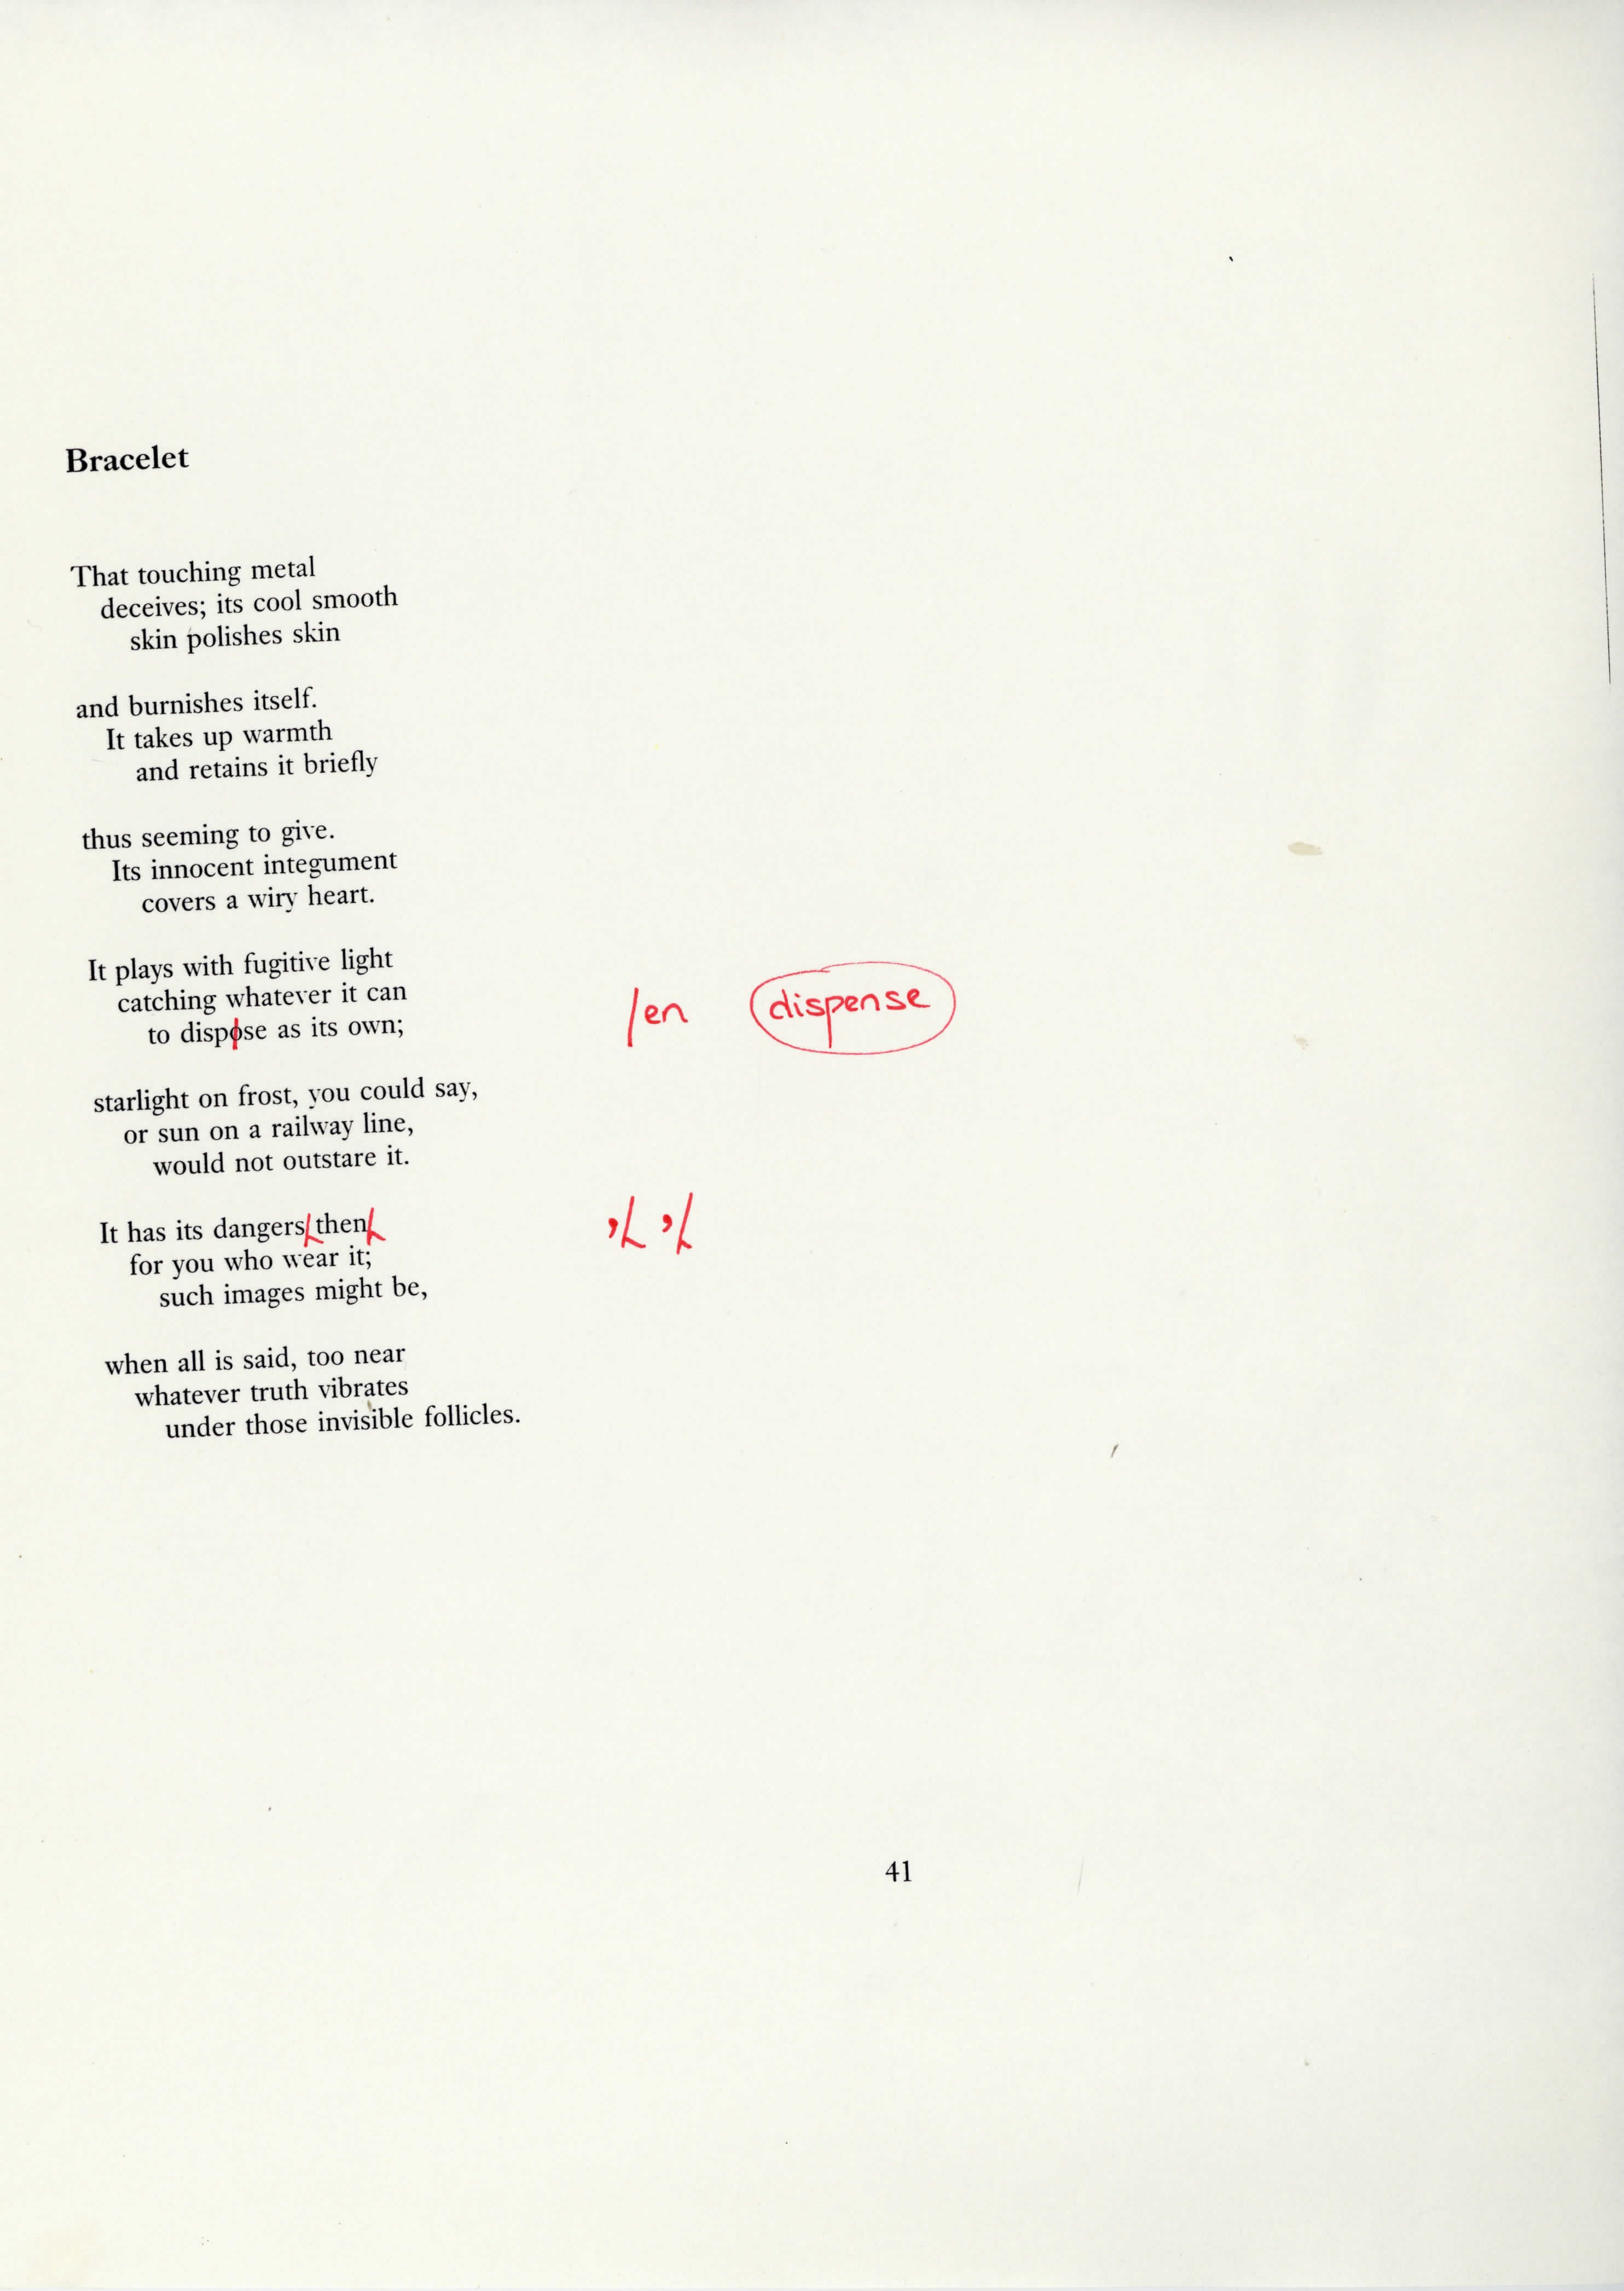 Bracelet
That touching metal
deceives; its cool smooth
skin polishes skin
and burnishes itself.
It takes up warmth
and retains it briefly
thus seeming to give.
Its innocent integument
covers a wiry heart.
It plays with fugitive light
catching whatever it can
to dispose as its own; /en dispense
starlight on frost, you could say,
or sun on a railway line,
would not outstare it.
It has its dangers then , ,
for you who wear it;
such images might be,
when all is said, too near
whatever truth vibrates
under those invisible follicles.
41